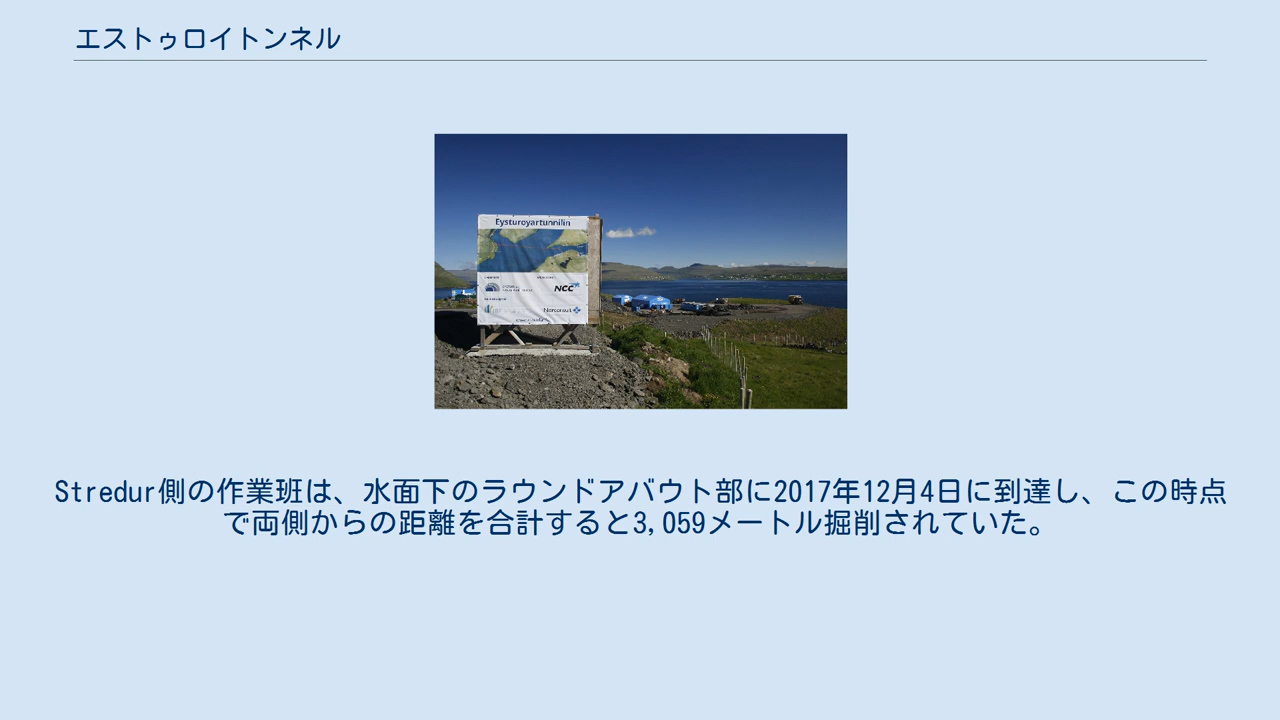 エストゥロイトンネル
Eysturoyartunnilin
NCC
Norconsult
Stredur側の作業班は、水面下のラウンドアバウト部に2017年12月4日に到達し、この時点
で両側からの距離を合計すると3,059メートル掘削されていた。